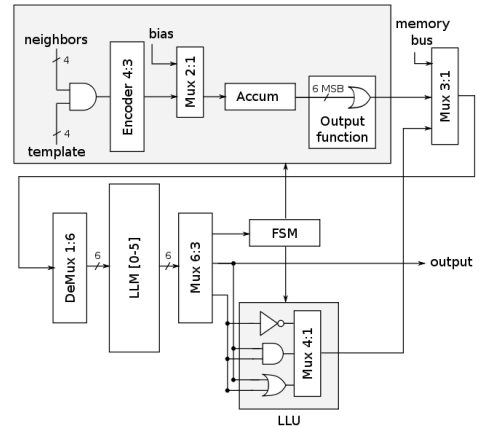 neighbors
4
template
4
Encoder 4:3
bias
Mux 2:1
Accum
6 MSB
Output
function
memory
bus
Mux 3:1
DeMux 1:6
6
LLM [0-5]
6
Mux 6:3
FSM
output
Mux 4:1
LLU